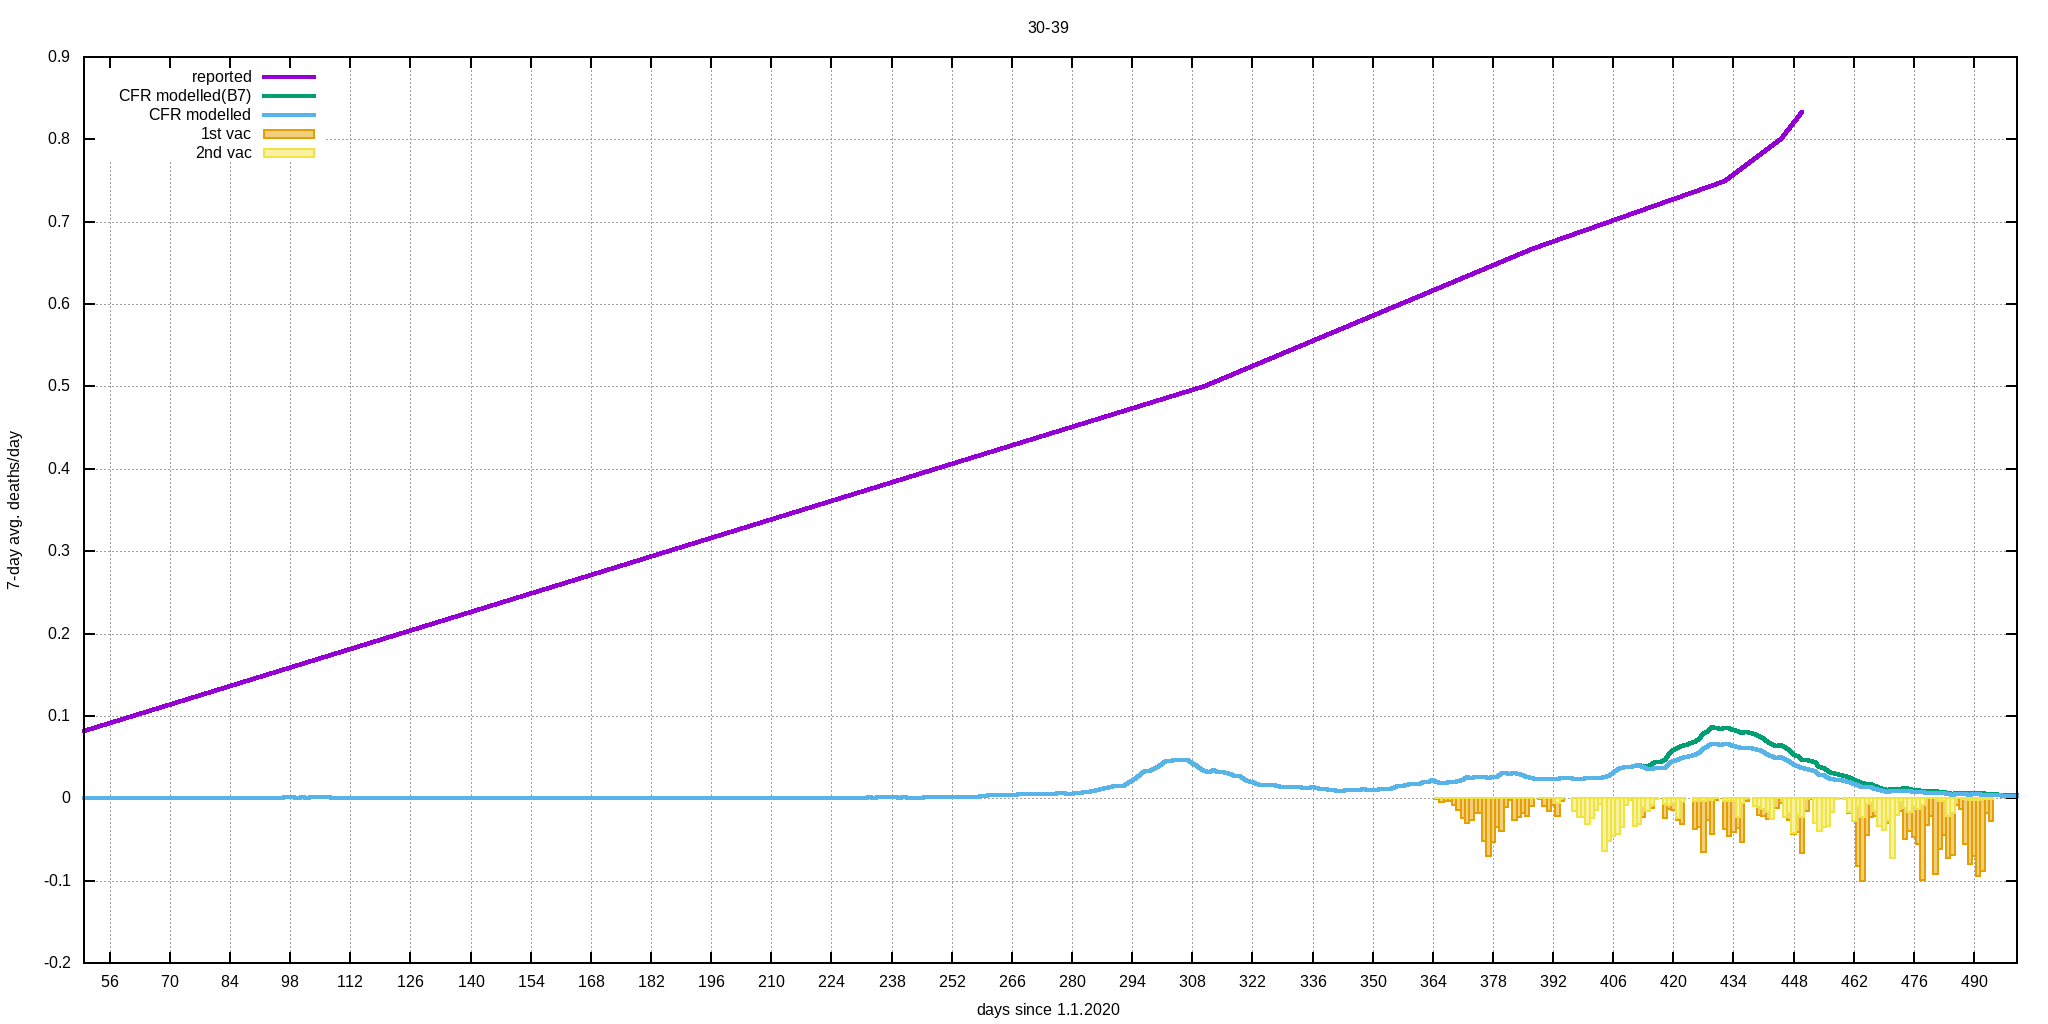 30-39
0.9
0.8
0.7
0.6
0.5
0.4
0.3
0.2
0.1
0
-0.1
-0.2
7-day avg. deaths/day
reported
CFR modelled(B7)
CFR modelled
1st vac
2nd vac
56 70 84 98 112 126 140 154 168 182 196 210 224 238 252 266 280 294 308 322 336 350 364 378 392 406 420 434 448 462 476 490
days since 1.1.2020